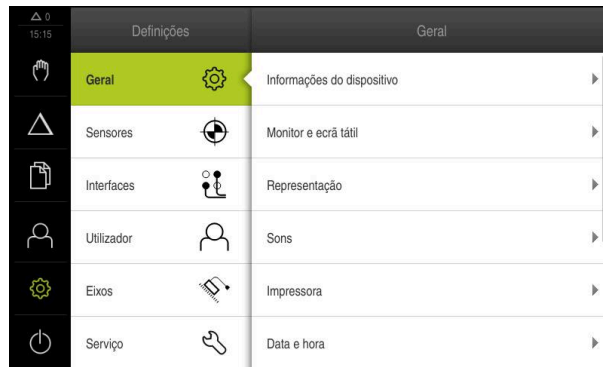 0
15:15
Definições
Geral
Geral
Sensores
Interfaces
Utilizador
Eixos
Serviço
Informações do dispositivo
Monitor e ecrã tátil
Representação
Sons
Impressora
Data e hora